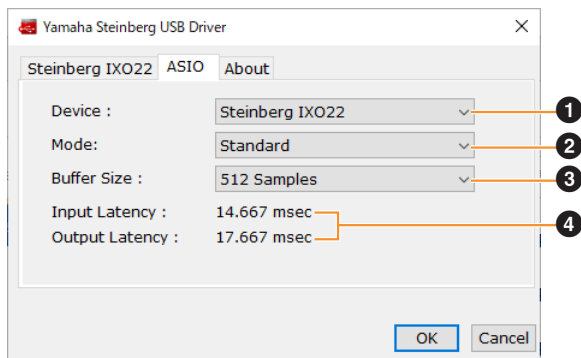 Yamaha Steinberg USB Driver
Steinberg IXO22 ASIO About
Device : Steinberg IXO22 1
Mode: Standard 2
Buffer Size : 512 Samples 3
Input Latency : 14.667 msec
4
Output Latency : 17.667 msec
OK Cancel